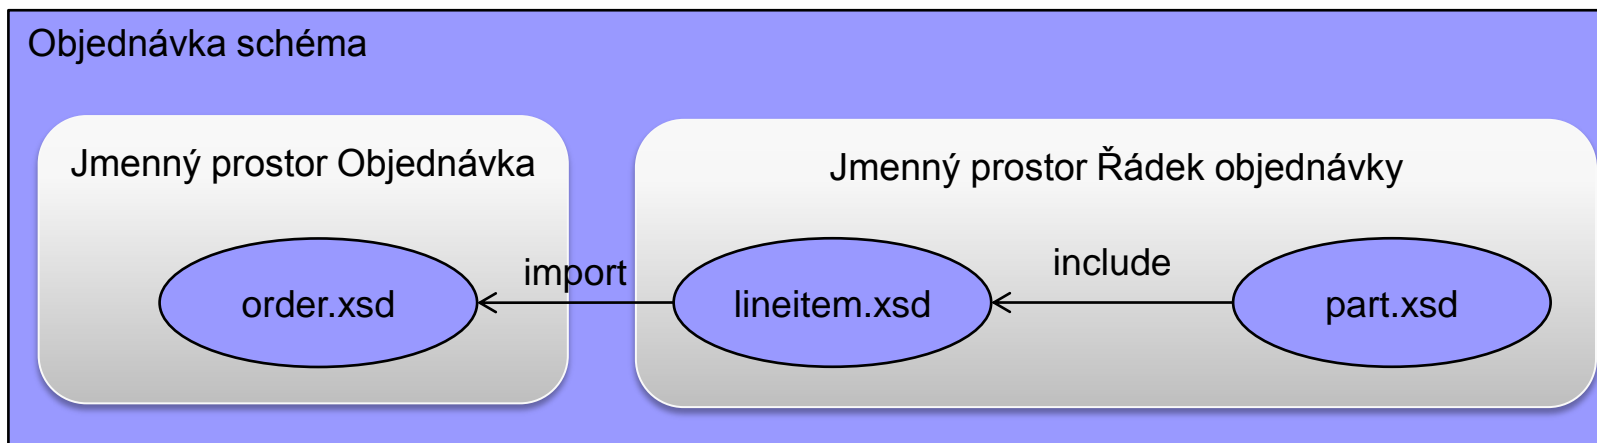 Objednávka schéma
Jmenný prostor Objednávka
Jmenný prostor Řádek objednávky
import
include
order.xsd
lineitem.xsd
part.xsd